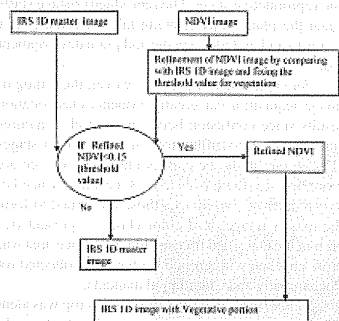 IRS 1D master image
NDVI image
Refinement of NDVI image by comparing
with IRS 1D image and fixing the
threshold value for vegetation
If Refined
NDVI<0.15
(threshold
value)
Yes
Refined NDVI
No
IRS 1D master
image
IRS 1D image with Vegetative portion